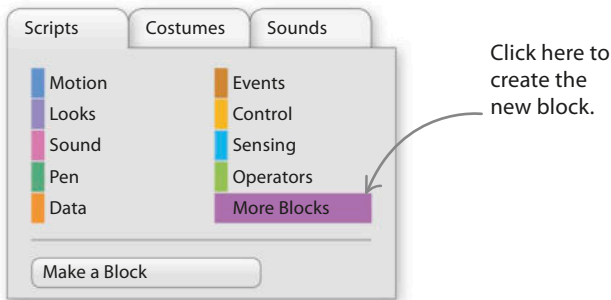 Scripts
Costumes
Sounds
Motion
Events
Looks
Control
Sound
Sensing
Pen
Operators
Data
More Blocks
Make a Block
Click here to
create the
new block.